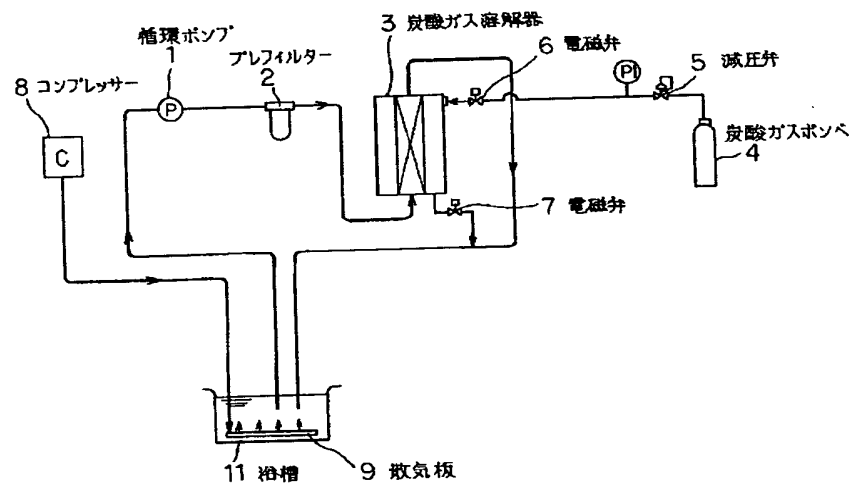 3 炭酸ガス溶解器
循環ポンプ
1
プレフィルター
2
6 電磁弁
5 減圧弁
PI
8 コンプレッサー
P
C
炭酸ガスボンベ
4
7 電磁弁
11 浴槽
9 散気板